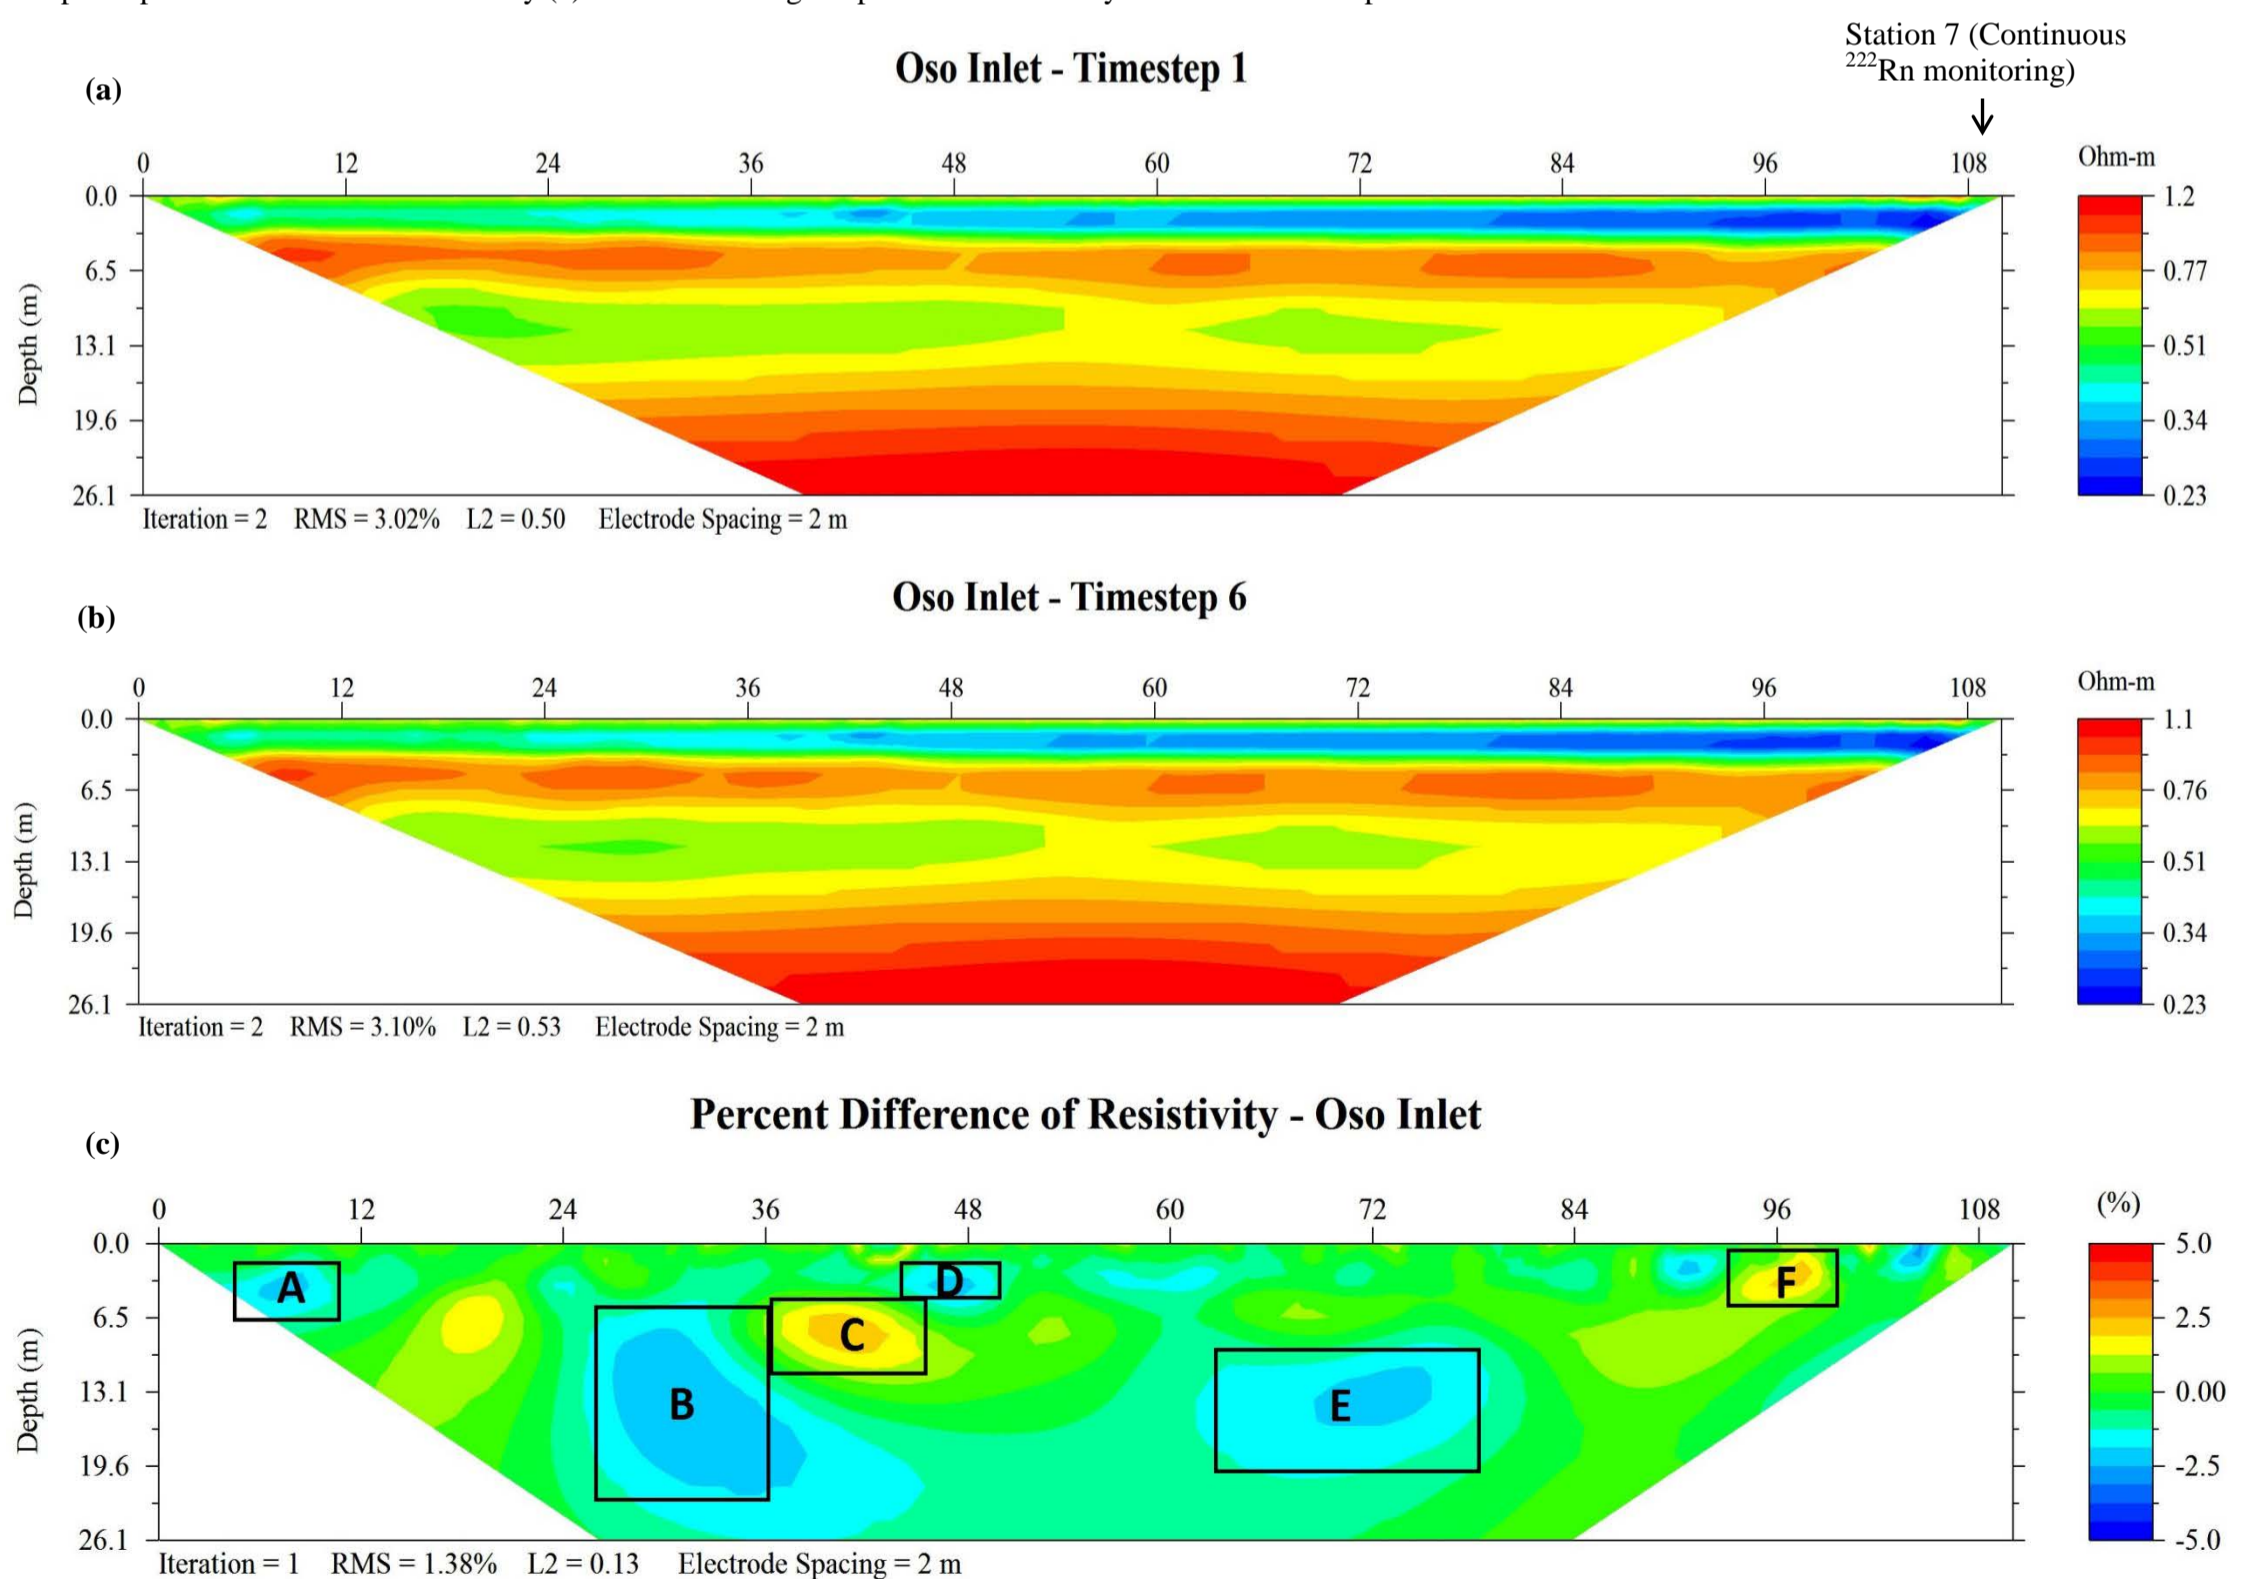 Station 7 (Continuous
²²²Rn monitoring)
Oso Inlet - Timestep 1
(a)
0 12 24 36 48 60 72 84 96 108
Ohm-m
0.0
6.5
13.1
19.6
26.1
Depth (m)
1.2
0.77
0.51
0.34
0.23
Iteration = 2 RMS = 3.02% L2 = 0.50 Electrode Spacing = 2 m
Oso Inlet - Timestep 6
(b)
0 12 24 36 48 60 72 84 96 108
Ohm-m
0.0
6.5
13.1
19.6
26.1
Depth (m)
1.1
0.76
0.51
0.34
0.23
Iteration = 2 RMS = 3.10% L2 = 0.53 Electrode Spacing = 2 m
Percent Difference of Resistivity - Oso Inlet
(c)
0 12 24 36 48 60 72 84 96 108
(%)
0.0
6.5
13.1
19.6
26.1
Depth (m)
A
B
C
D
E
F
5.0
2.5
0.00
-2.5
-5.0
Iteration = 1 RMS = 1.38% L2 = 0.13 Electrode Spacing = 2 m